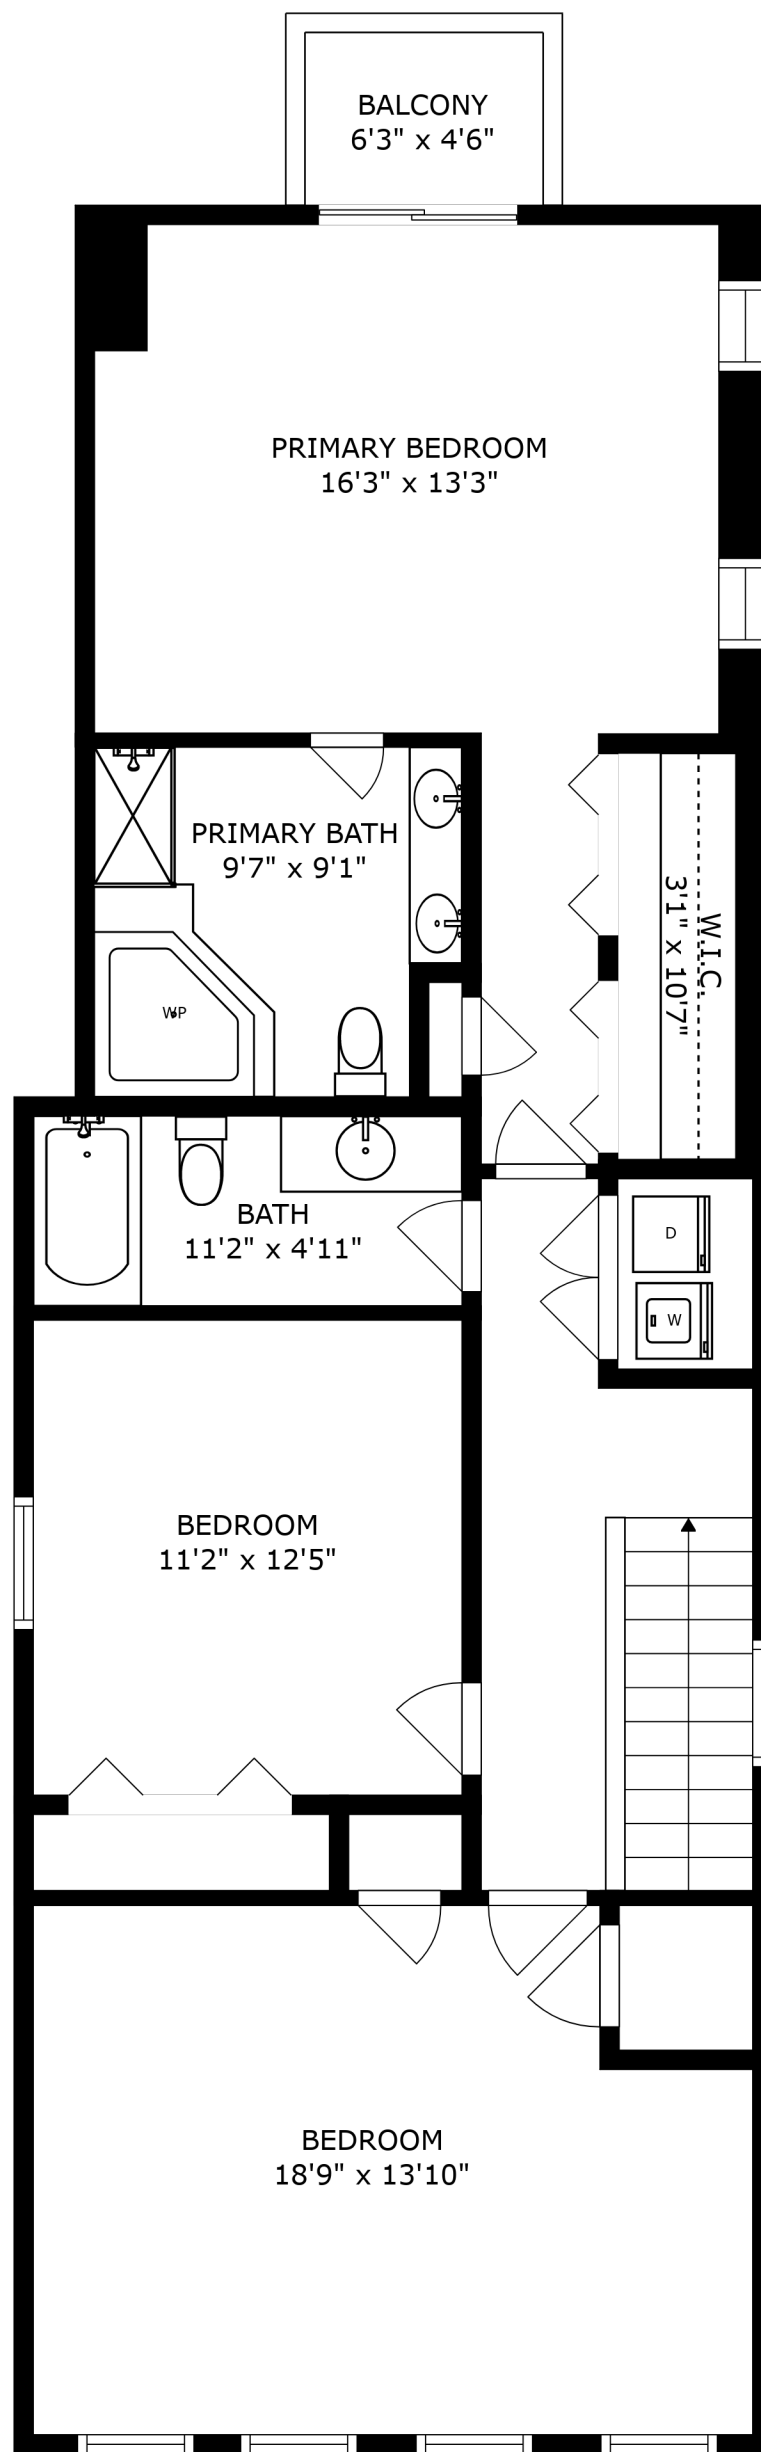 BALCONY
6'3" x 4'6"
PRIMARY BEDROOM
16'3" x 13'3"
PRIMARY BATH
9'7" x 9'1"
W.I.C.
3'1" x 10'7"
WP
BATH
11'2" x 4'11"
D
W
BEDROOM
11'2" x 12'5"
BEDROOM
18'9" x 13'10"